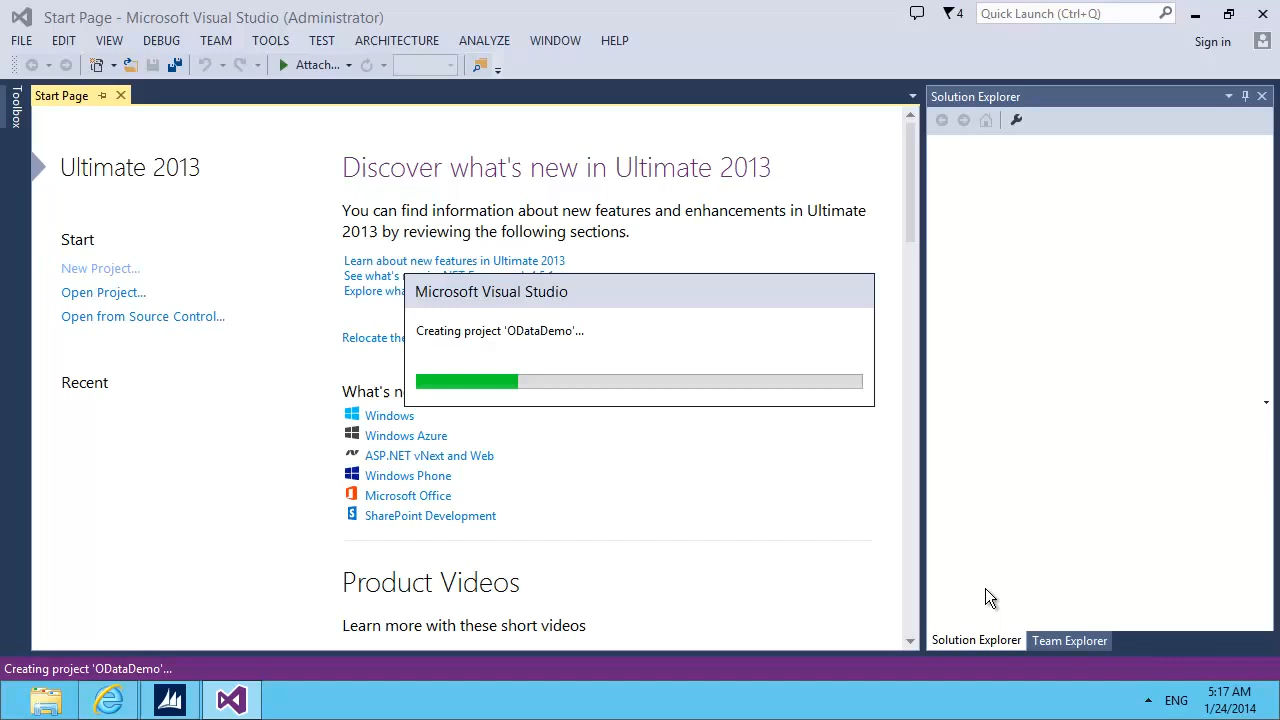 Start Page - Microsoft Visual Studio (Administrator)
4
Quick Launch (Ctrl+Q)
FILE EDIT VIEW DEBUG TEAM TOOLS TEST ARCHITECTURE ANALYZE WINDOW HELP
Sign in
Attach...
Toolbox
Start Page
Solution Explorer
Ultimate 2013
Discover what's new in Ultimate 2013
You can find information about new features and enhancements in Ultimate
2013 by reviewing the following sections.
Start
New Project...
Open Project...
Open from Source Control...
Recent
Learn about new features in Ultimate 2013
See what's
Explore wha
Relocate the
Microsoft Visual Studio
Creating project 'ODataDemo'...
What's n
Windows
Windows Azure
ASP.NET vNext and Web
Windows Phone
Microsoft Office
SharePoint Development
Product Videos
Learn more with these short videos
Solution Explorer Team Explorer
Creating project 'ODataDemo'...
ENG
5:17 AM
1/24/2014